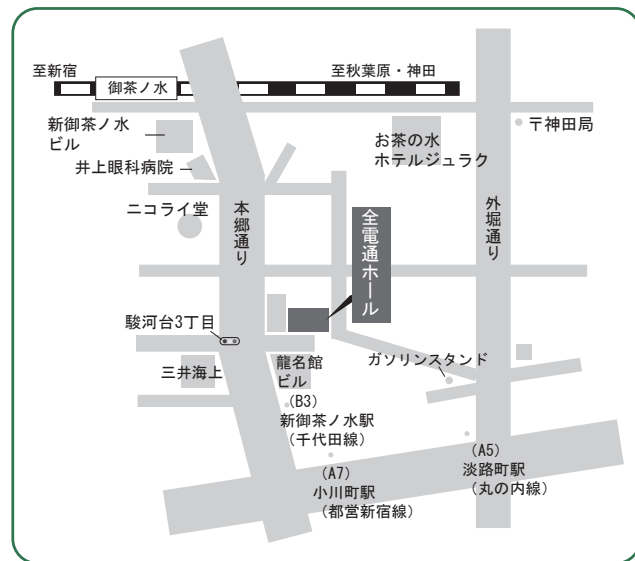 至新宿
至秋葉原・神田
御茶ノ水
新御茶ノ水
ビル
お茶の水
ホテルジュラク
〒神田局
井上眼科病院
ニコライ堂
本郷通り
全電通ホール
外堀通り
駿河台3丁目
三井海上
龍名館
ビル
ガソリンスタンド
(B3)
新御茶ノ水駅
(千代田線)
(A7)
小川町駅
(都営新宿線)
(A5)
淡路町駅
(丸の内線)